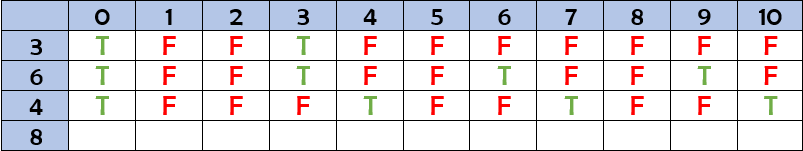 0 1 2 3 4 5 6 7 8 9 10
3 T F F T F F F F F F F
6 T F F T F F T F F T F
4 T F F F T F F T F F T
8